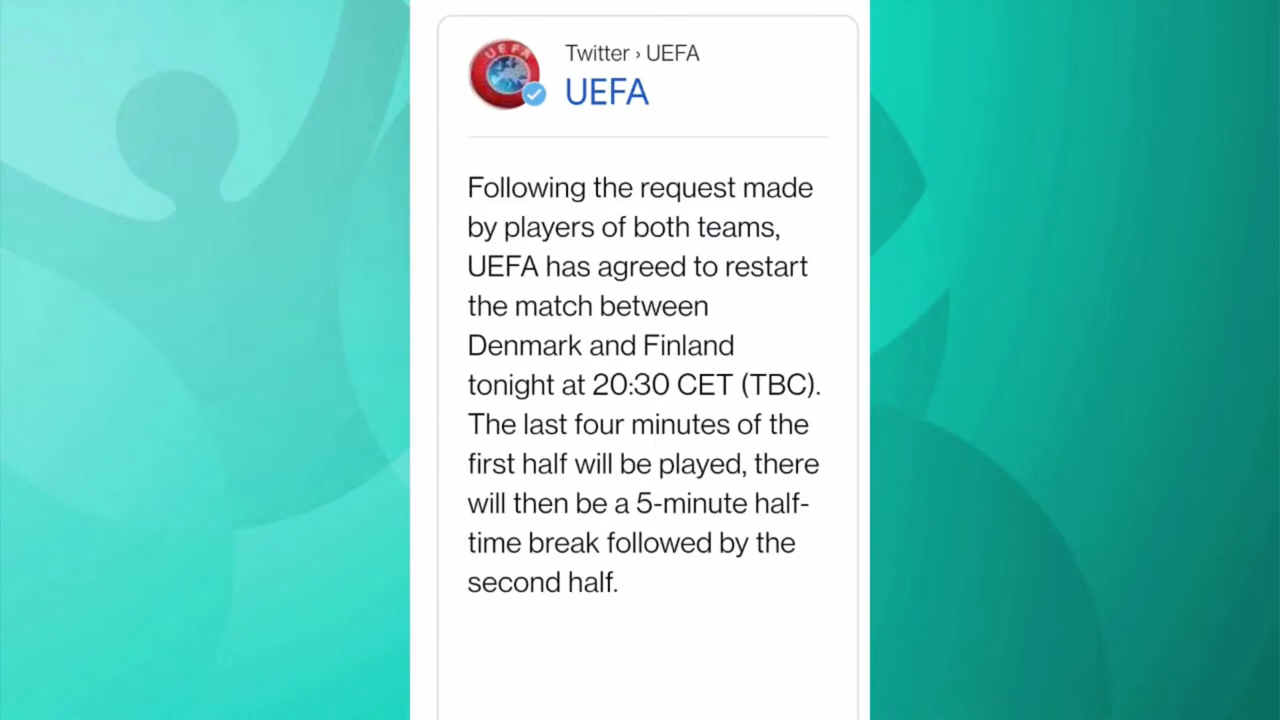 UEFA
Twitter › UEFA
UEFA
Following the request made
by players of both teams,
UEFA has agreed to restart
the match between
Denmark and Finland
tonight at 20:30 CET (TBC).
The last four minutes of the
first half will be played, there
will then be a 5-minute half-
time break followed by the
second half.